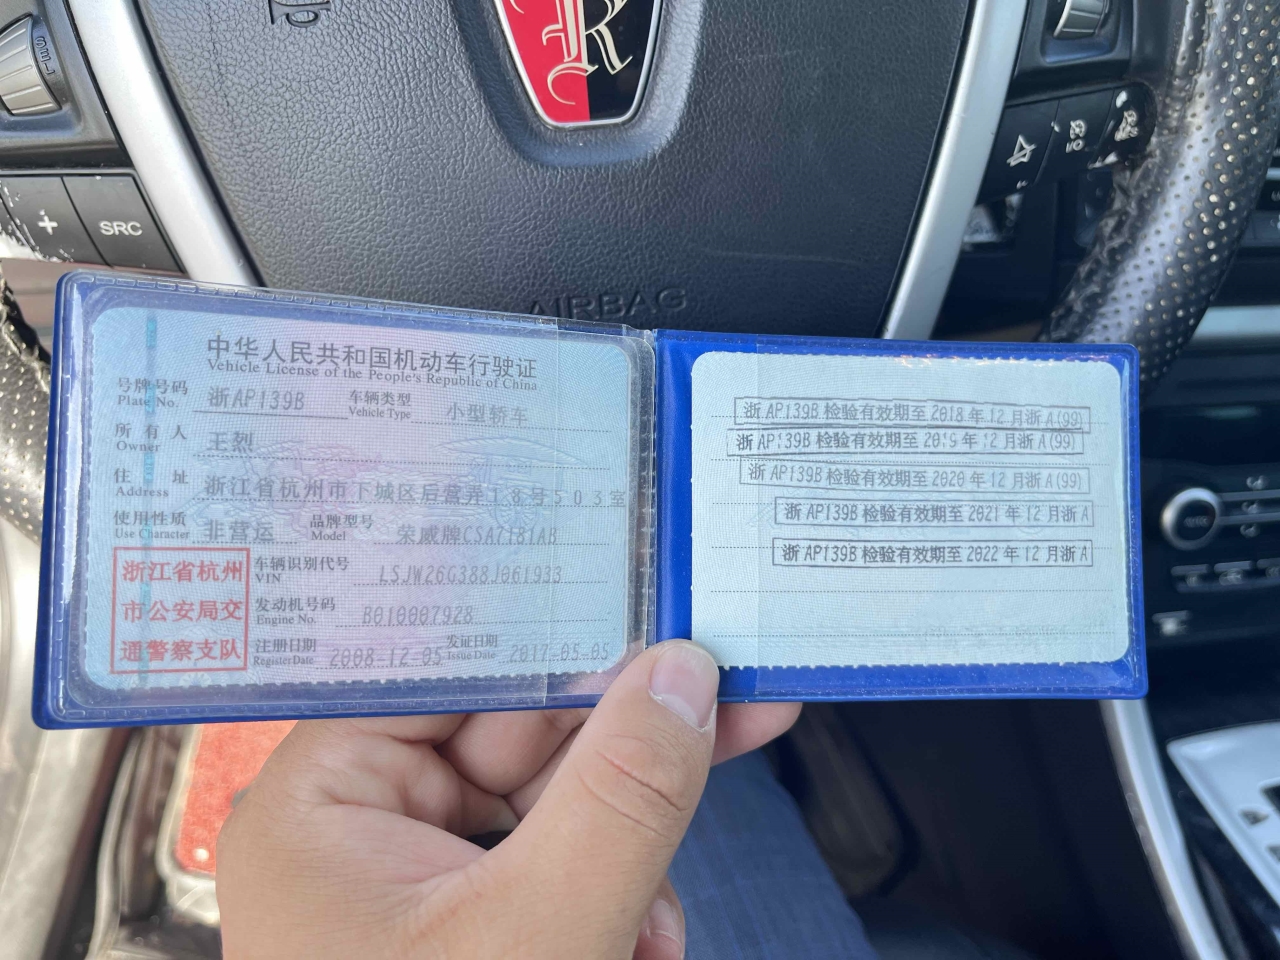 SEL
+
SRC
R
AIRBAG
中华人民共和国机动车行驶证
Vehicle License of the People's Republic of China
号牌号码 浙AP139B 车辆类型 小型轿车
Plate No. Vehicle Type
所有人 王烈
Owner
住址 浙江省杭州市下城区后营弄18号503室
Address
使用性质 非营运 品牌型号 荣威牌CSA7181AB
Use Character Model
浙江省杭州
市公安局交
通警察支队
车辆识别代号 LSJW26G388J061933
VIN
发动机号码 B010007928
Engine No.
注册日期 2008-12-05 发证日期 2017-05-05
Register Date Issue Date
浙AP139B检验有效期至2018年12月浙A(99)
浙AP139B检验有效期至2019年12月浙A(99)
浙AP139B检验有效期至2020年12月浙A(99)
浙AP139B检验有效期至2021年12月浙A
浙AP139B检验有效期至2022年12月浙A